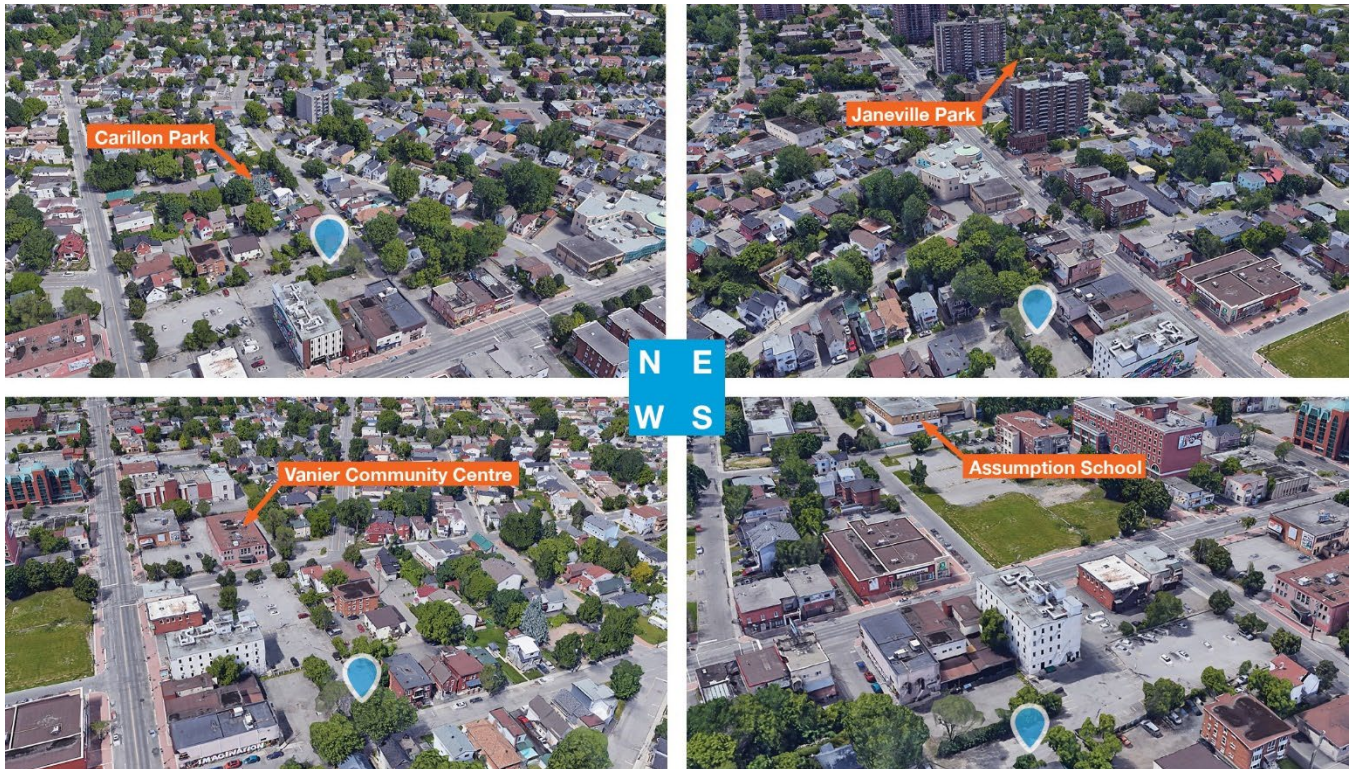 Carillon Park
Janeville Park
N E
W S
Vanier Community Centre
Assumption School
IMAGINATION